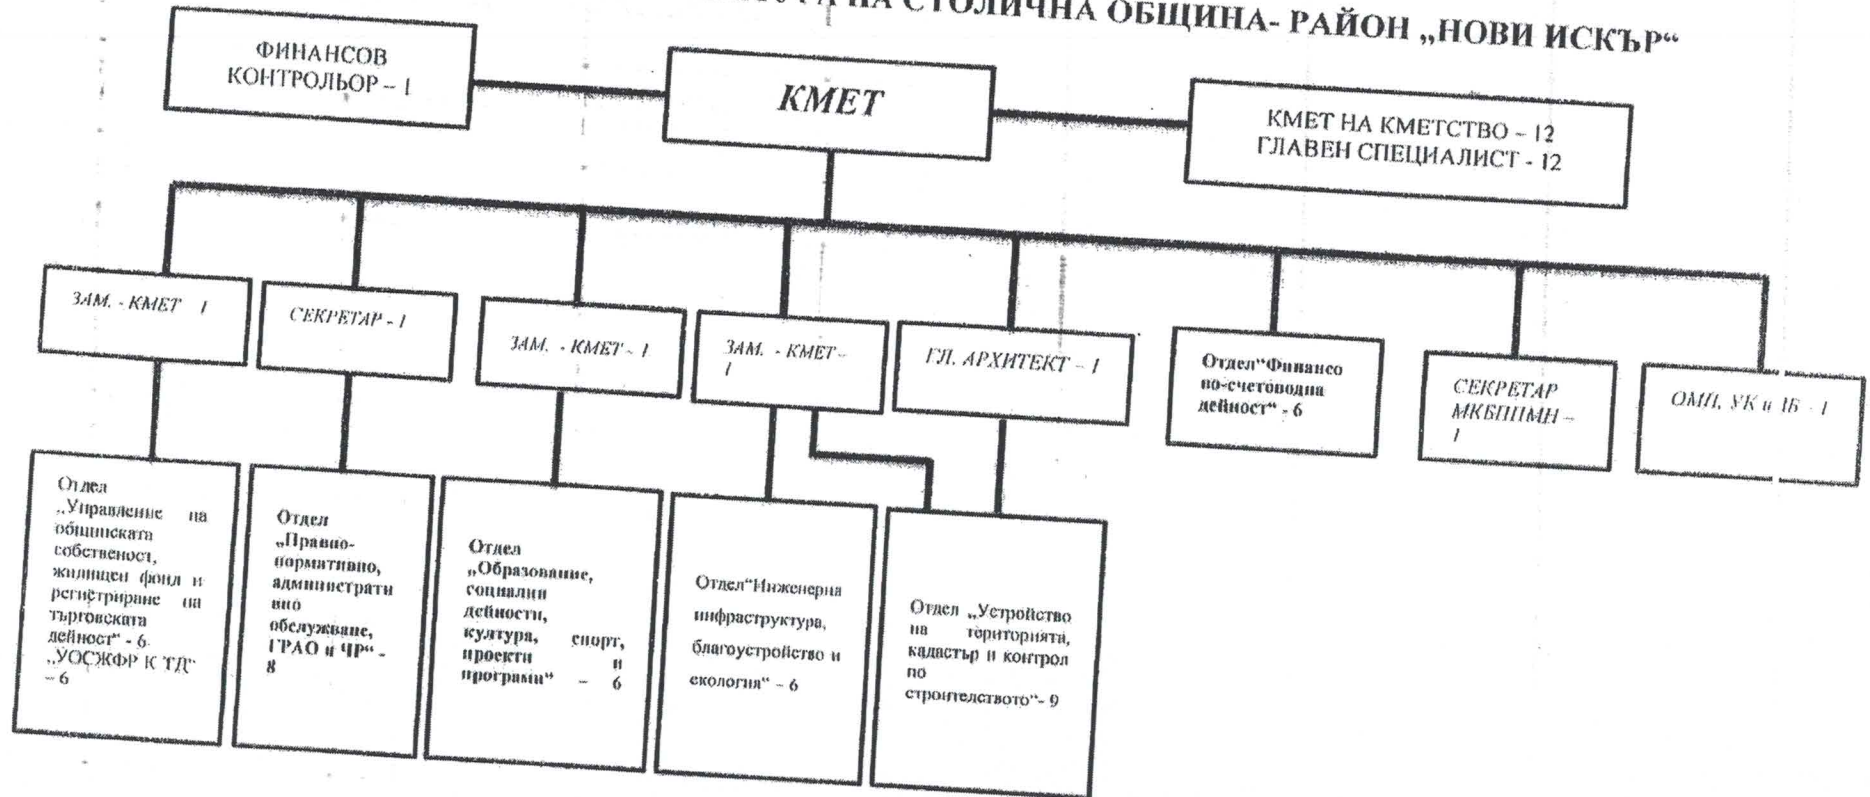 НА СТОЛИЧНА ОБЩИНА- РАЙОН „НОВИ ИСКЪР“
ФИНАНСОВ
КОНТРОЛЬОР – 1
КМЕТ
КМЕТ НА КМЕТСТВО – 12
ГЛАВЕН СПЕЦИАЛИСТ - 12
ЗАМ. - КМЕТ 1
СЕКРЕТАР - 1
ЗАМ. - КМЕТ - 1
ЗАМ. - КМЕТ –
1
ГЛ. АРХИТЕКТ – 1
Отдел“Финансо
во-счетоводна
дейност“ - 6
СЕКРЕТАР
МКБППМН –
1
ОМП, УК и - 1
Отдел
„Управление на
общинската
собственост,
жилищен фонд и
регистриране на
търговската
дейност“ - 6
„УОСЖФР К ТД“
– 6
Отдел
„Правно-
нормативно,
администрати
вно
обслужване,
ГРАО и ЧР“ -
8
Отдел
„Образование,
социални
дейности,
култура, спорт,
проекти и
програми“ – 6
Отдел“Инженерна
инфраструктура,
благоустройство и
екология“ – 6
Отдел „Устройство
на територията,
кадастър и контрол
по
строителството“- 9